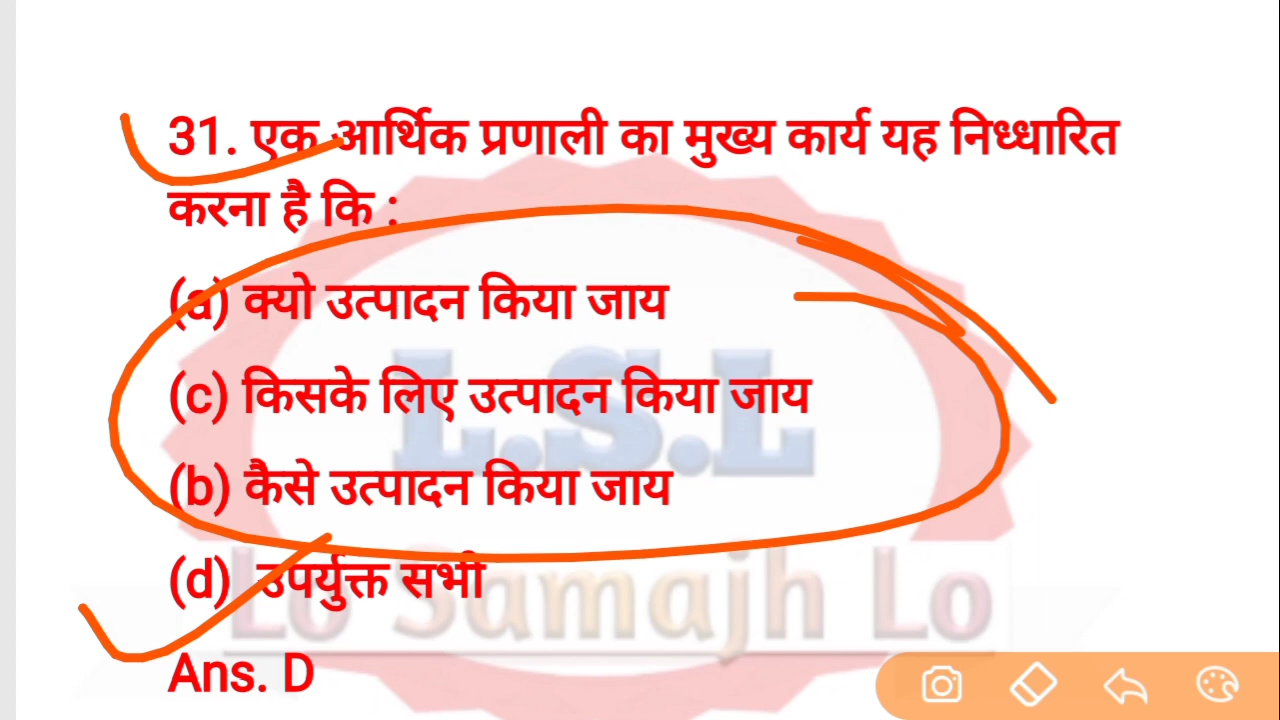 31. एक आर्थिक प्रणाली का मुख्य कार्य यह निध्धारित
करना है कि :
(a) क्यो उत्पादन किया जाय
(c) किसके लिए उत्पादन किया जाय
(b) कैसे उत्पादन किया जाय
(d) उपर्युक्त सभी
Ans. D
L.S.L
Lo Samajh Lo